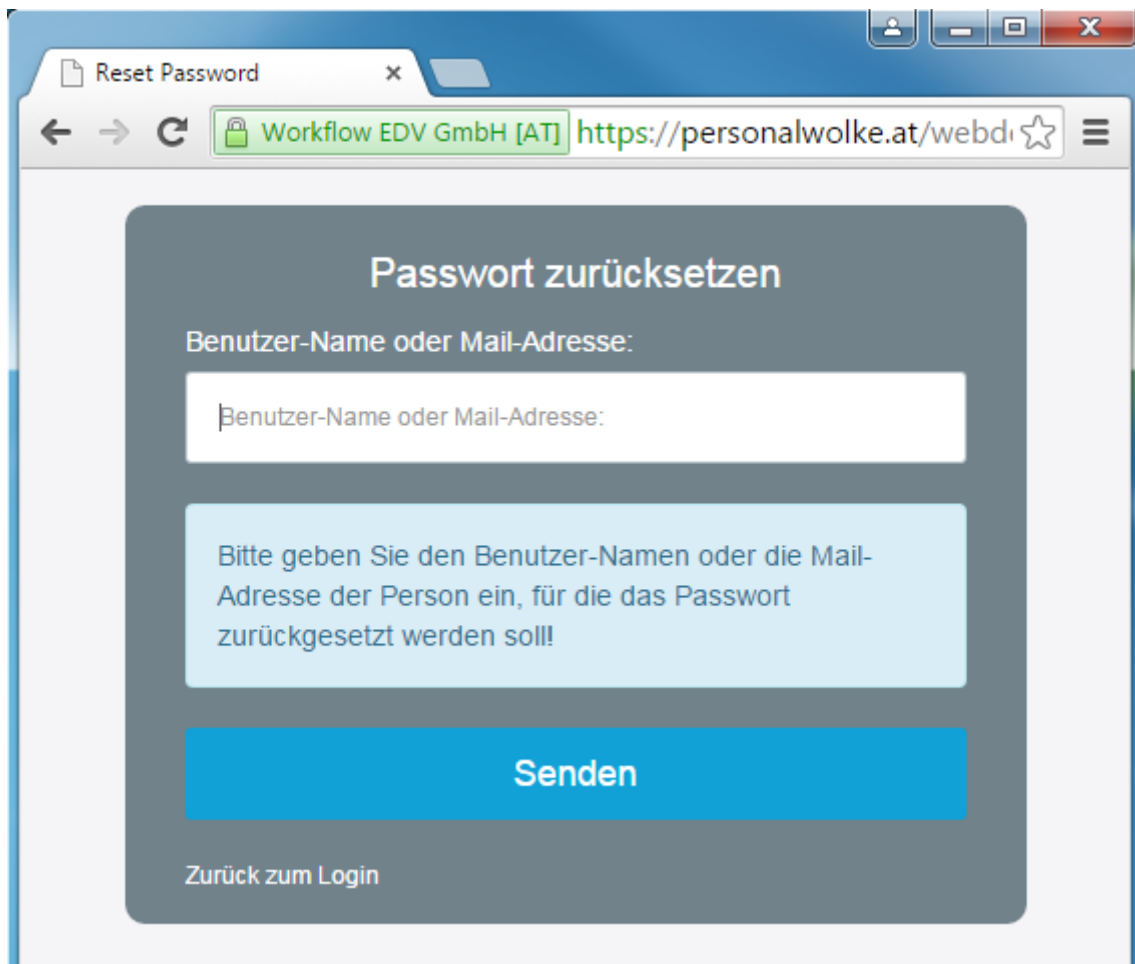 Reset Password
Workflow EDV GmbH [AT] https://personalwolke.at/webd
Passwort zurücksetzen
Benutzer-Name oder Mail-Adresse:
Benutzer-Name oder Mail-Adresse:
Bitte geben Sie den Benutzer-Namen oder die Mail-
Adresse der Person ein, für die das Passwort
zurückgesetzt werden soll!
Senden
Zurück zum Login